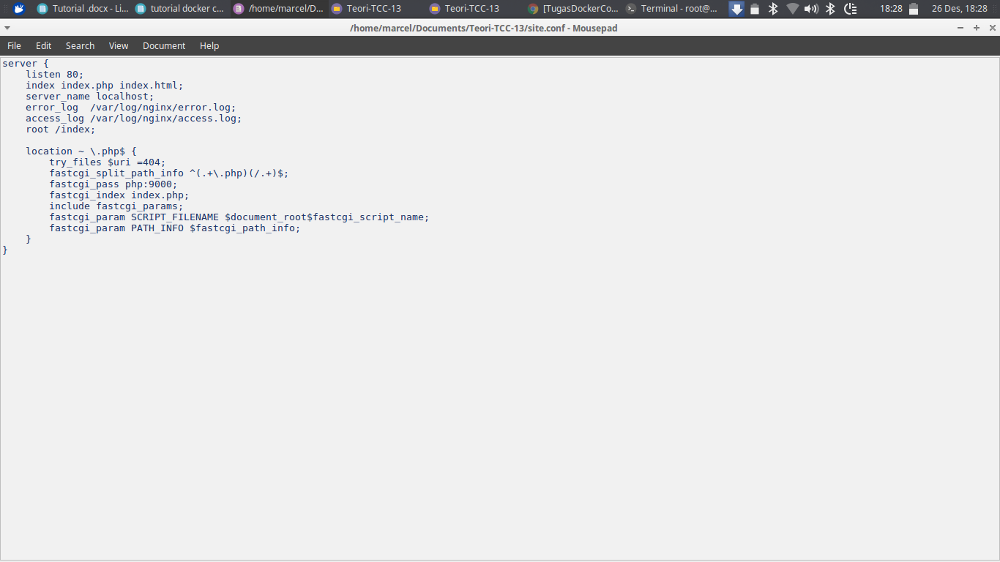 Tutorial .docx - Li... tutorial docker c... /home/marcel/D... Teori-TCC-13 Teori-TCC-13 [TugasDockerCo... Terminal - root@... 18:28 26 Des, 18:28
/home/marcel/Documents/Teori-TCC-13/site.conf - Mousepad
File Edit Search View Document Help
server {
    listen 80;
    index index.php index.html;
    server_name localhost;
    error_log  /var/log/nginx/error.log;
    access_log /var/log/nginx/access.log;
    root /index;

    location ~ \.php$ {
        try_files $uri =404;
        fastcgi_split_path_info ^(.+\.php)(/.+)$;
        fastcgi_pass php:9000;
        fastcgi_index index.php;
        include fastcgi_params;
        fastcgi_param SCRIPT_FILENAME $document_root$fastcgi_script_name;
        fastcgi_param PATH_INFO $fastcgi_path_info;
    }
}